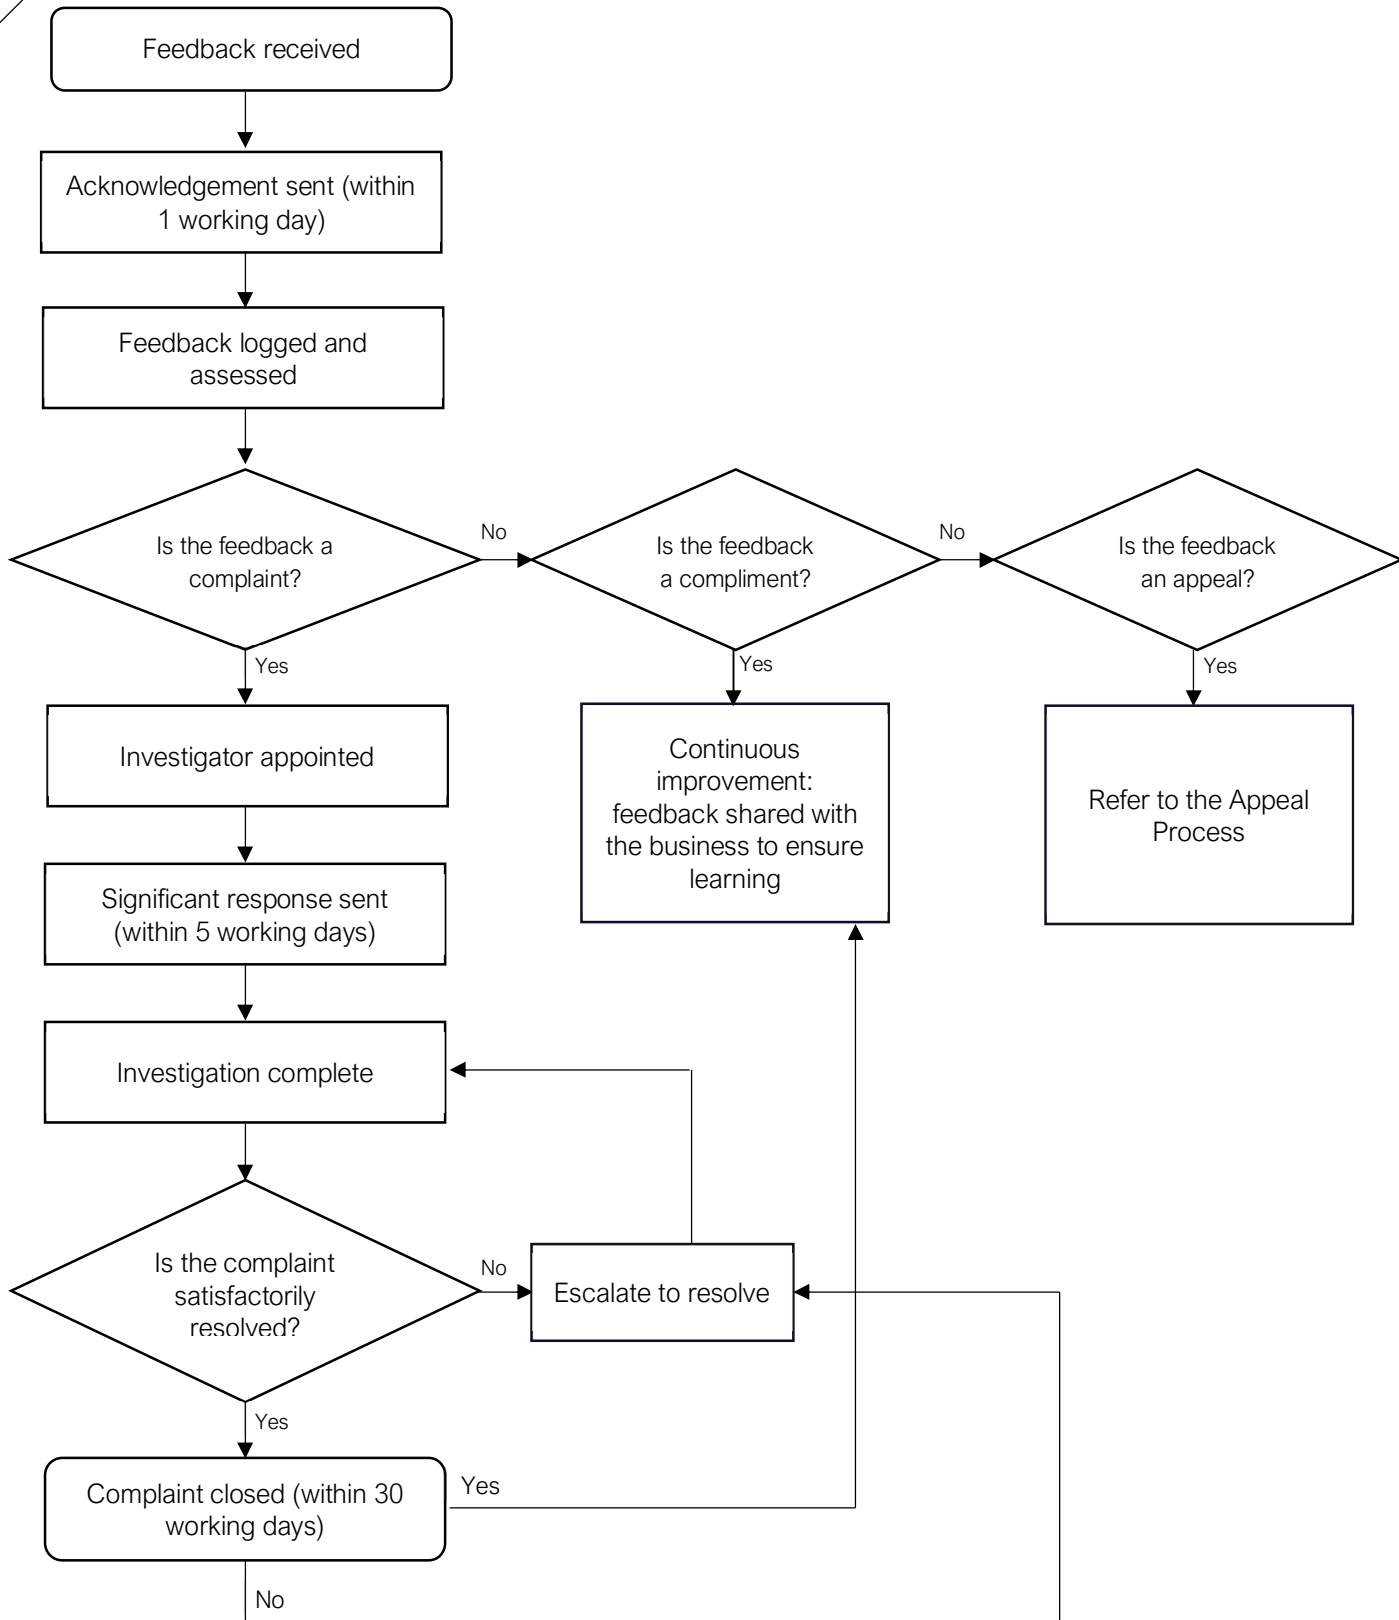 Feedback received
Acknowledgement sent (within
1 working day)
Feedback logged and
assessed
Is the feedback a
complaint?
No
Is the feedback
a compliment?
No
Is the feedback
an appeal?
Yes
Yes
Yes
Investigator appointed
Continuous
improvement:
feedback shared with
the business to ensure
learning
Refer to the Appeal
Process
Significant response sent
(within 5 working days)
Investigation complete
Is the complaint
satisfactorily
resolved?
No
Escalate to resolve
Yes
Complaint closed (within 30
working days)
Yes
No